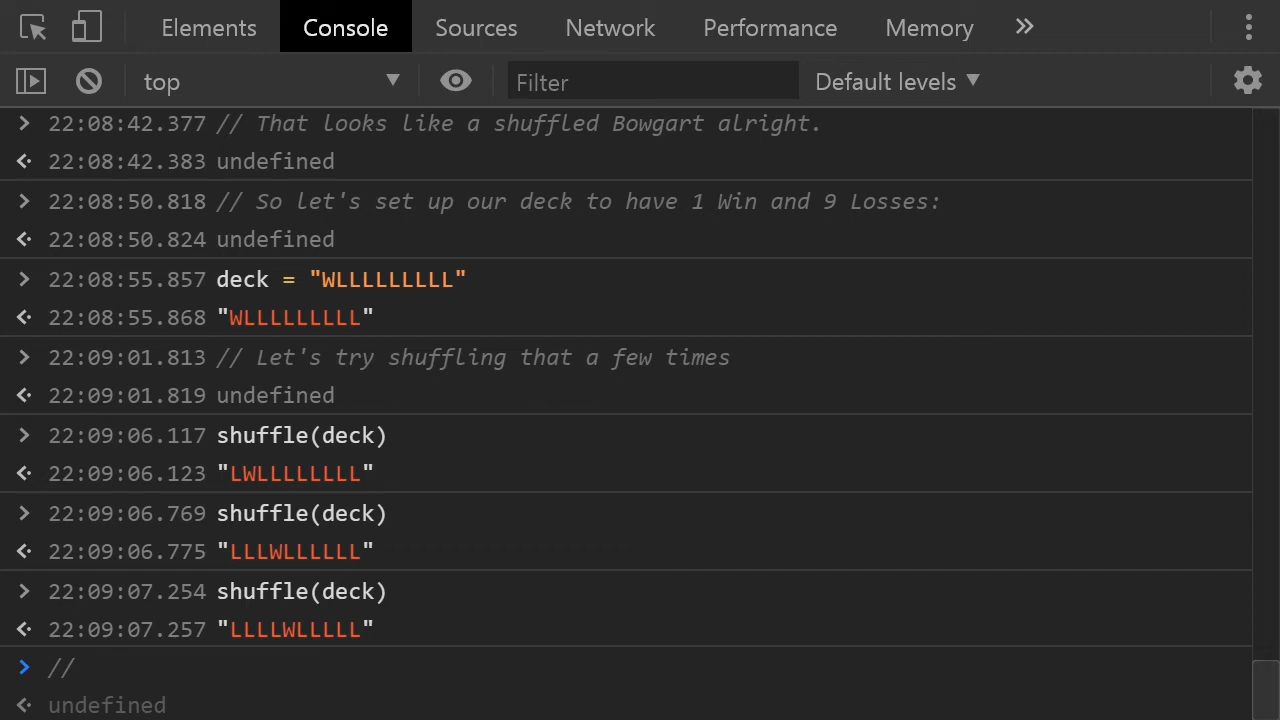 Elements Console Sources Network Performance Memory »
top ▼ Filter Default levels ▼
> 22:08:42.377 // That looks like a shuffled Bowgart alright.
22:08:42.383 undefined
> 22:08:50.818 // So let's set up our deck to have 1 Win and 9 Losses:
22:08:50.824 undefined
> 22:08:55.857 deck = "WLLLLLLLLL"
22:08:55.868 "WLLLLLLLLL"
> 22:09:01.813 // Let's try shuffling that a few times
22:09:01.819 undefined
> 22:09:06.117 shuffle(deck)
22:09:06.123 "LWLLLLLLLL"
> 22:09:06.769 shuffle(deck)
22:09:06.775 "LLLWLLLLLL"
> 22:09:07.254 shuffle(deck)
22:09:07.257 "LLLLWLLLLL"
> //
undefined